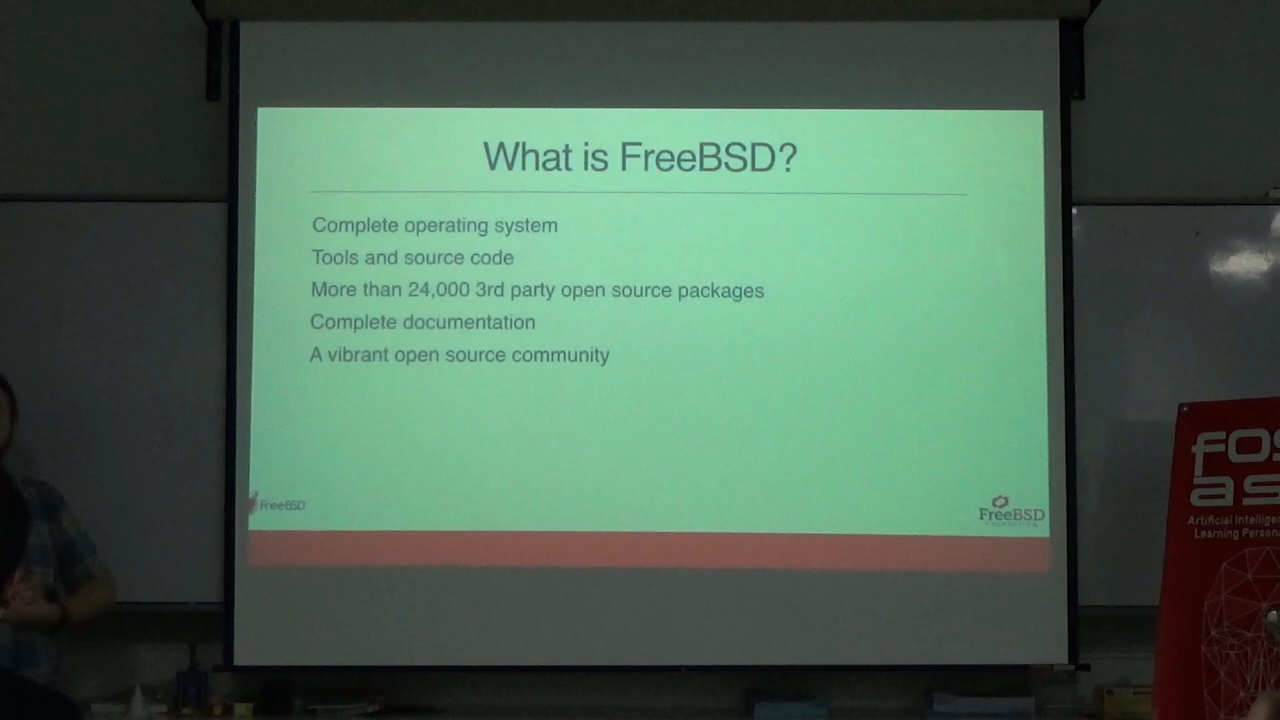 What is FreeBSD?
Complete operating system
Tools and source code
More than 24,000 3rd party open source packages
Complete documentation
A vibrant open source community
FreeBSD
FreeBSD
fos
as
Artificial Intellige
Learning Person